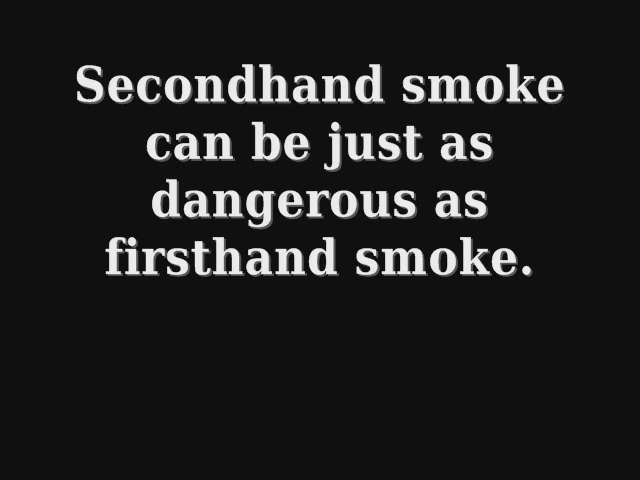 Secondhand smoke
can be just as
dangerous as
firsthand smoke.